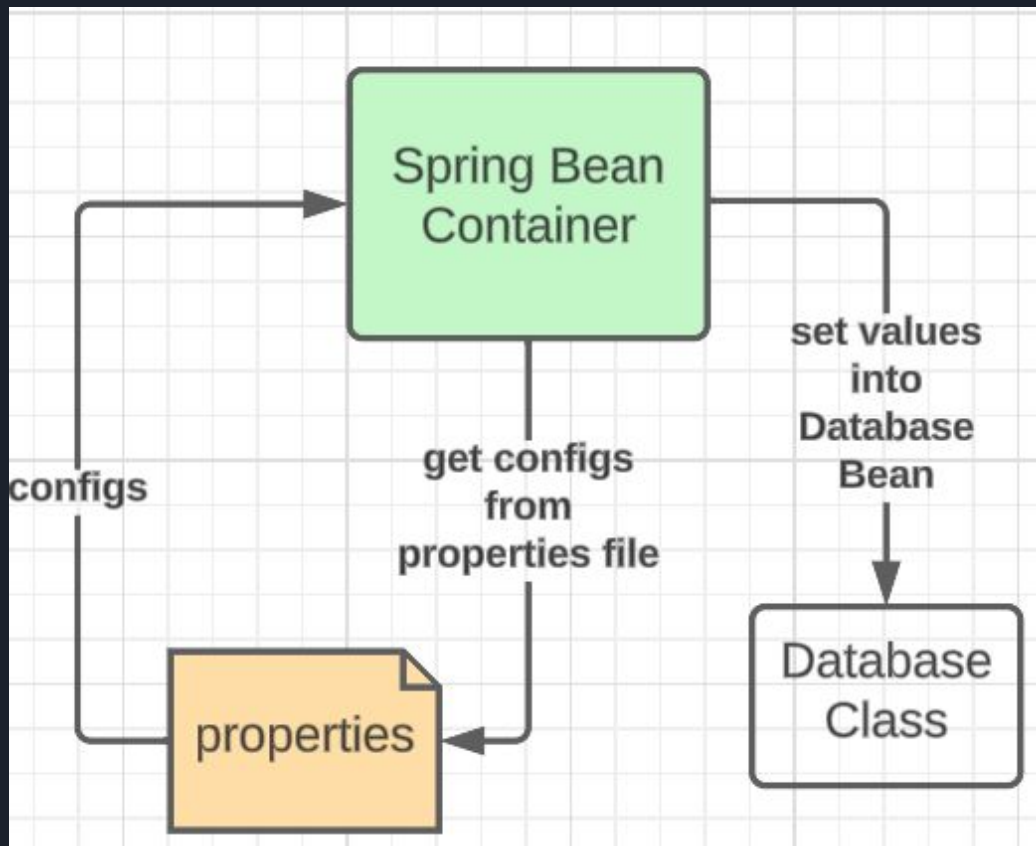 Spring Bean
Container
set values
into
Database
Bean
get configs
from
properties file
configs
properties
Database
Class